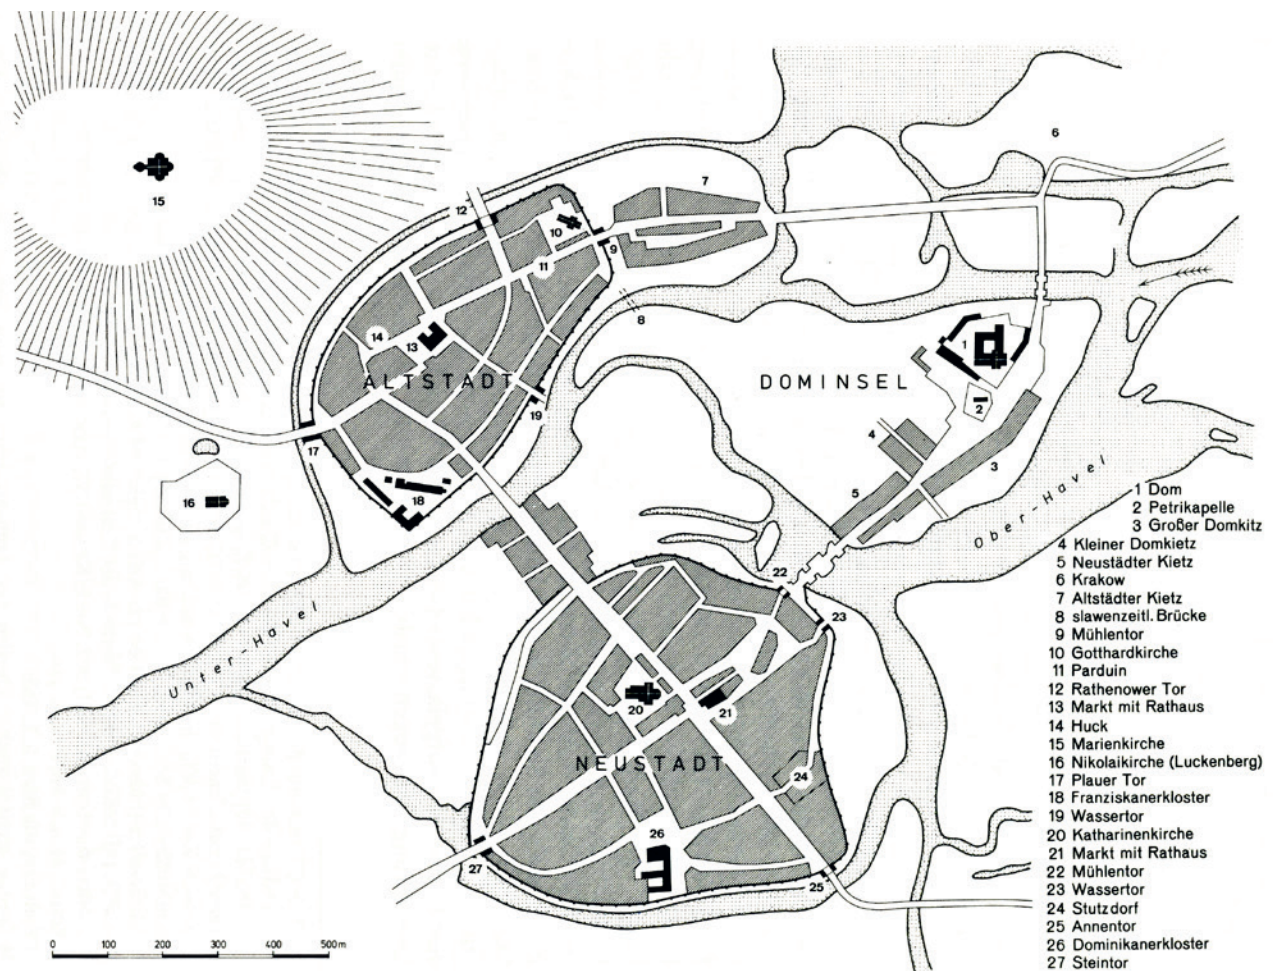 6
7
15
12
10
9
11
8
14
13
1
ALTSTADT
DOMINSEL
2
19
4
17
3
18
16
5
Ober-Havel
22
23
Unter-Havel
20
21
NEUSTADT
24
26
27
25
0 100 200 300 400 500m
1 Dom
2 Petrikapelle
3 Großer Domkitz
4 Kleiner Domkietz
5 Neustädter Kietz
6 Krakow
7 Altstädter Kietz
8 slawenzeitl. Brücke
9 Mühlentor
10 Gotthardkirche
11 Parduin
12 Rathenower Tor
13 Markt mit Rathaus
14 Huck
15 Marienkirche
16 Nikolaikirche (Luckenberg)
17 Plauer Tor
18 Franziskanerkloster
19 Wassertor
20 Katharinenkirche
21 Markt mit Rathaus
22 Mühlentor
23 Wassertor
24 Stutzdorf
25 Annentor
26 Dominikanerkloster
27 Steintor